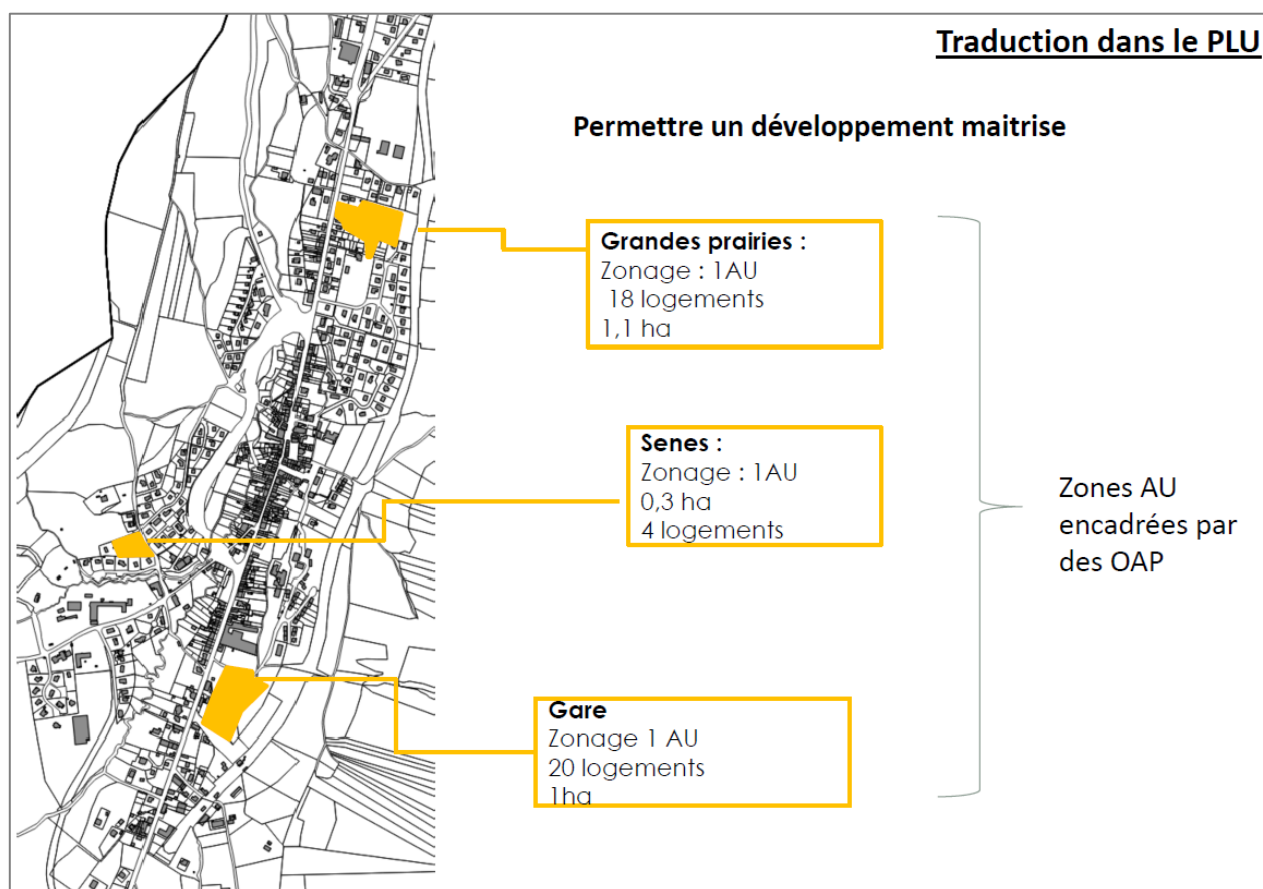 Traduction dans le PLU
Permettre un développement maitrise
Grandes prairies :
Zonage : 1AU
18 logements
1,1 ha
Senes :
Zonage : 1AU
0,3 ha
4 logements
Zones AU
encadrées par
des OAP
Gare
Zonage 1 AU
20 logements
1ha